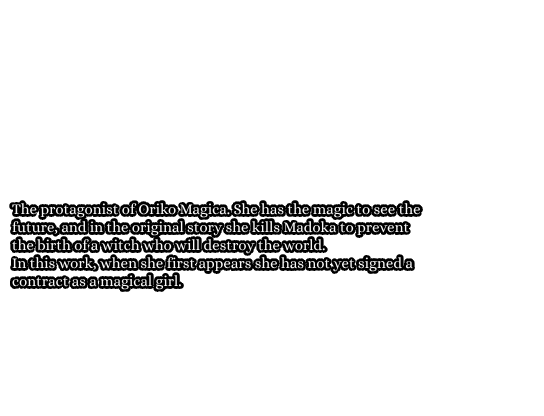 The protagonist of Oriko Magica. She has the magic to see the
future, and in the original story she kills Madoka to prevent
the birth of a witch who will destroy the world.
In this work, when she first appears she has not yet signed a
contract as a magical girl.